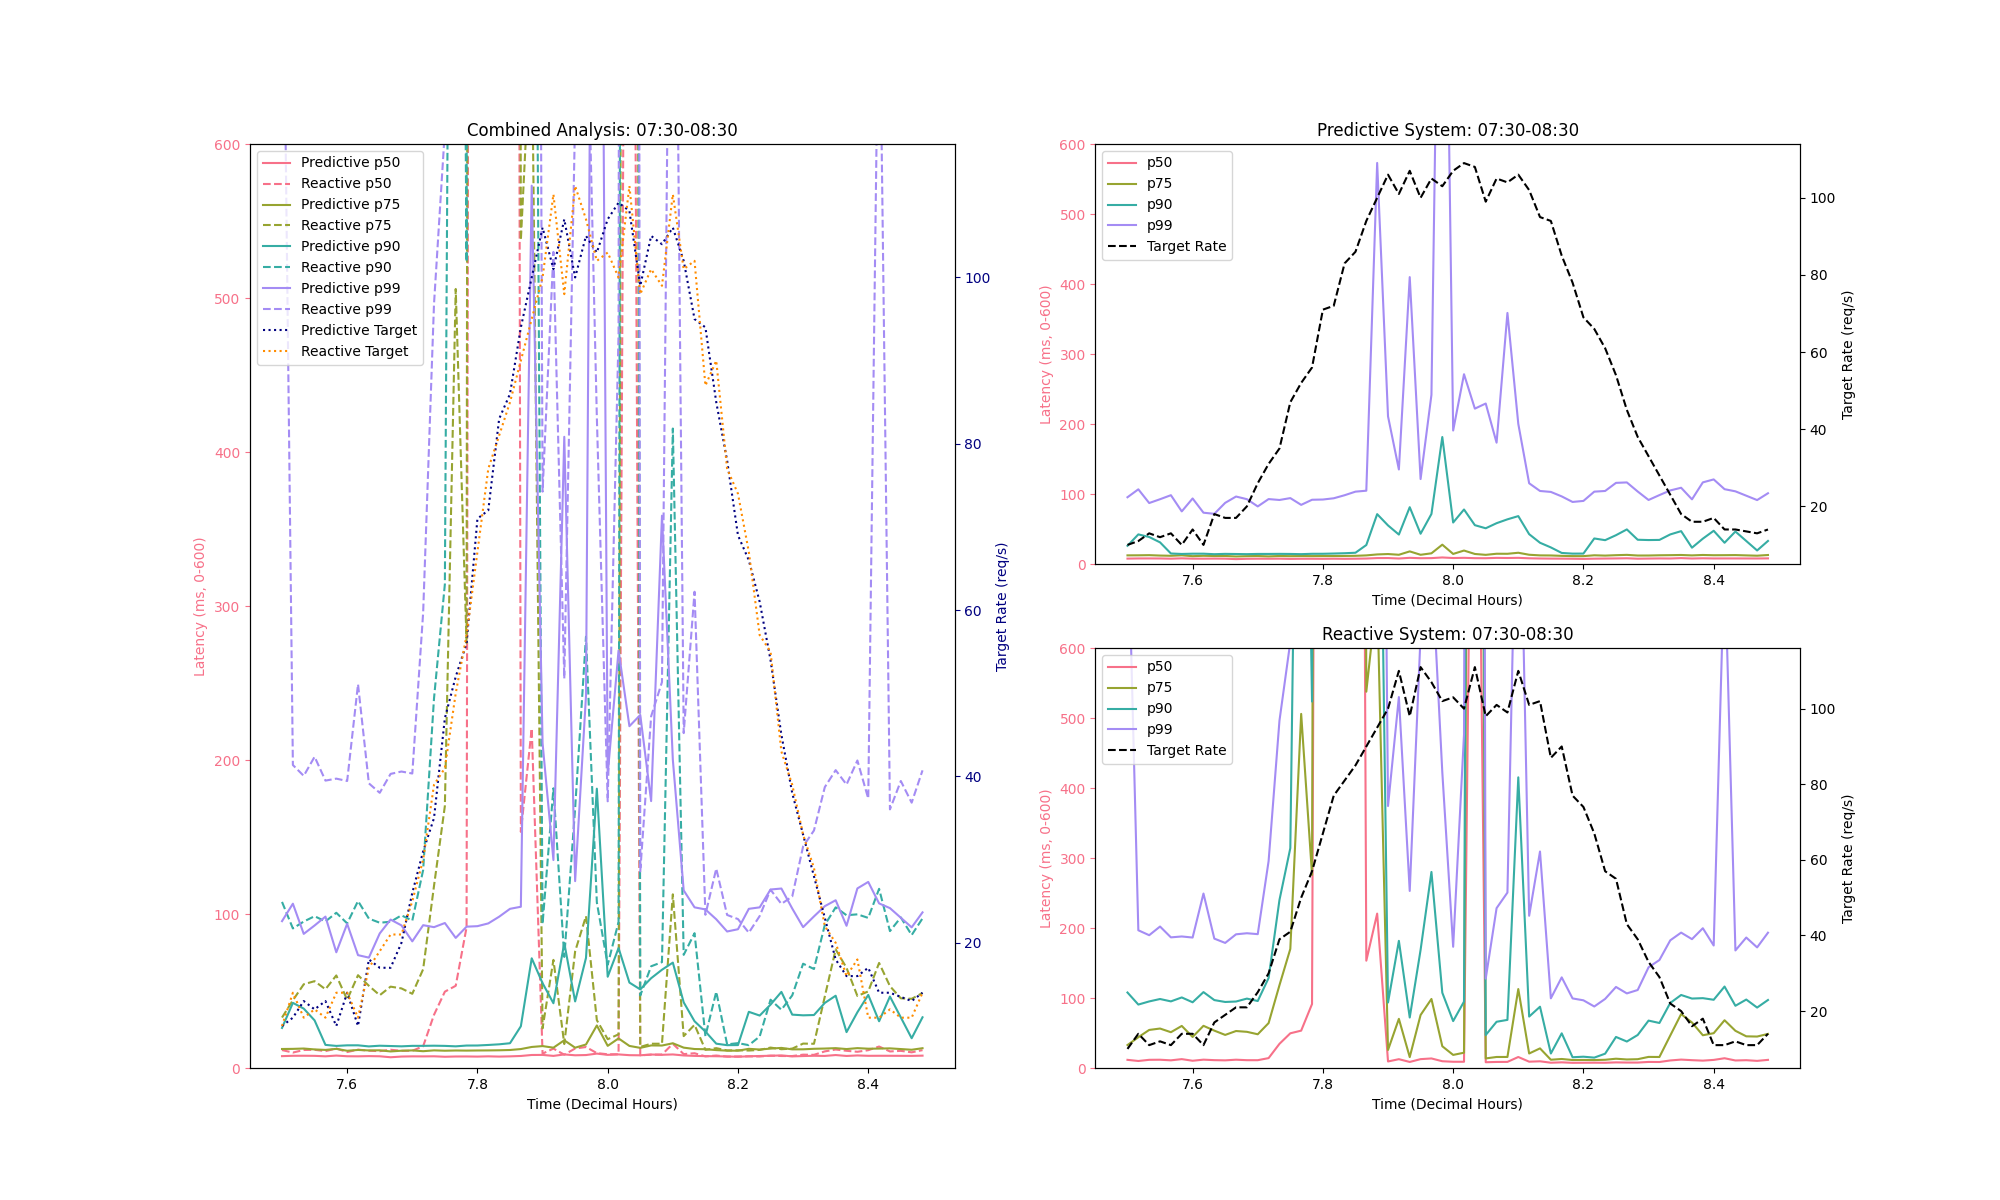 Combined Analysis: 07:30-08:30
600
500
400
300
200
100
0
Latency (ms, 0-600)
Predictive p50
Reactive p50
Predictive p75
Reactive p75
Predictive p90
Reactive p90
Predictive p99
Reactive p99
Predictive Target
Reactive Target
100
80
60
40
20
Target Rate (req/s)
7.6 7.8 8.0 8.2 8.4
Time (Decimal Hours)
Predictive System: 07:30-08:30
600
500
400
300
200
100
0
Latency (ms, 0-600)
p50
p75
p90
p99
Target Rate
100
80
60
40
20
Target Rate (req/s)
7.6 7.8 8.0 8.2 8.4
Time (Decimal Hours)
Reactive System: 07:30-08:30
600
500
400
300
200
100
0
Latency (ms, 0-600)
p50
p75
p90
p99
Target Rate
100
80
60
40
20
Target Rate (req/s)
7.6 7.8 8.0 8.2 8.4
Time (Decimal Hours)